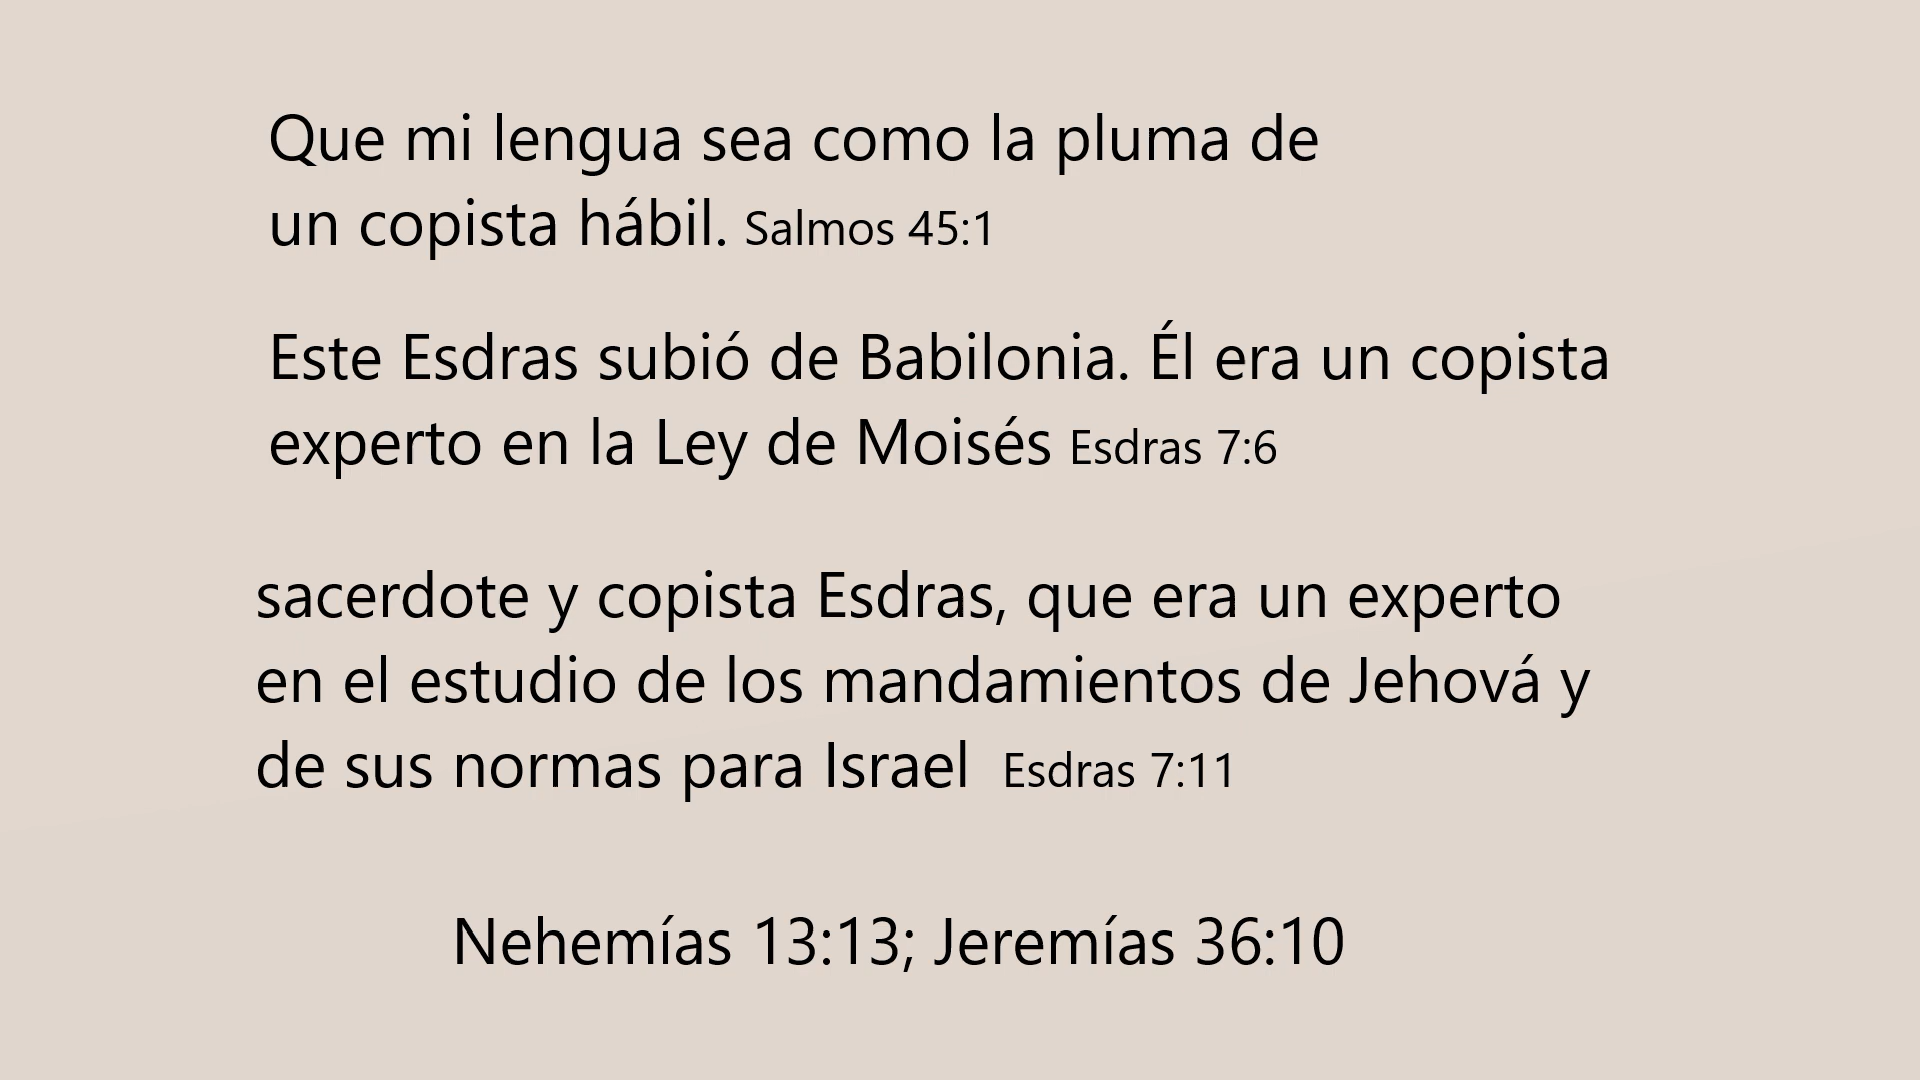 Que mi lengua sea como la pluma de
un copista hábil. Salmos 45:1
Este Esdras subió de Babilonia. Él era un copista
experto en la Ley de Moisés Esdras 7:6
sacerdote y copista Esdras, que era un experto
en el estudio de los mandamientos de Jehová y
de sus normas para Israel Esdras 7:11
Nehemías 13:13; Jeremías 36:10